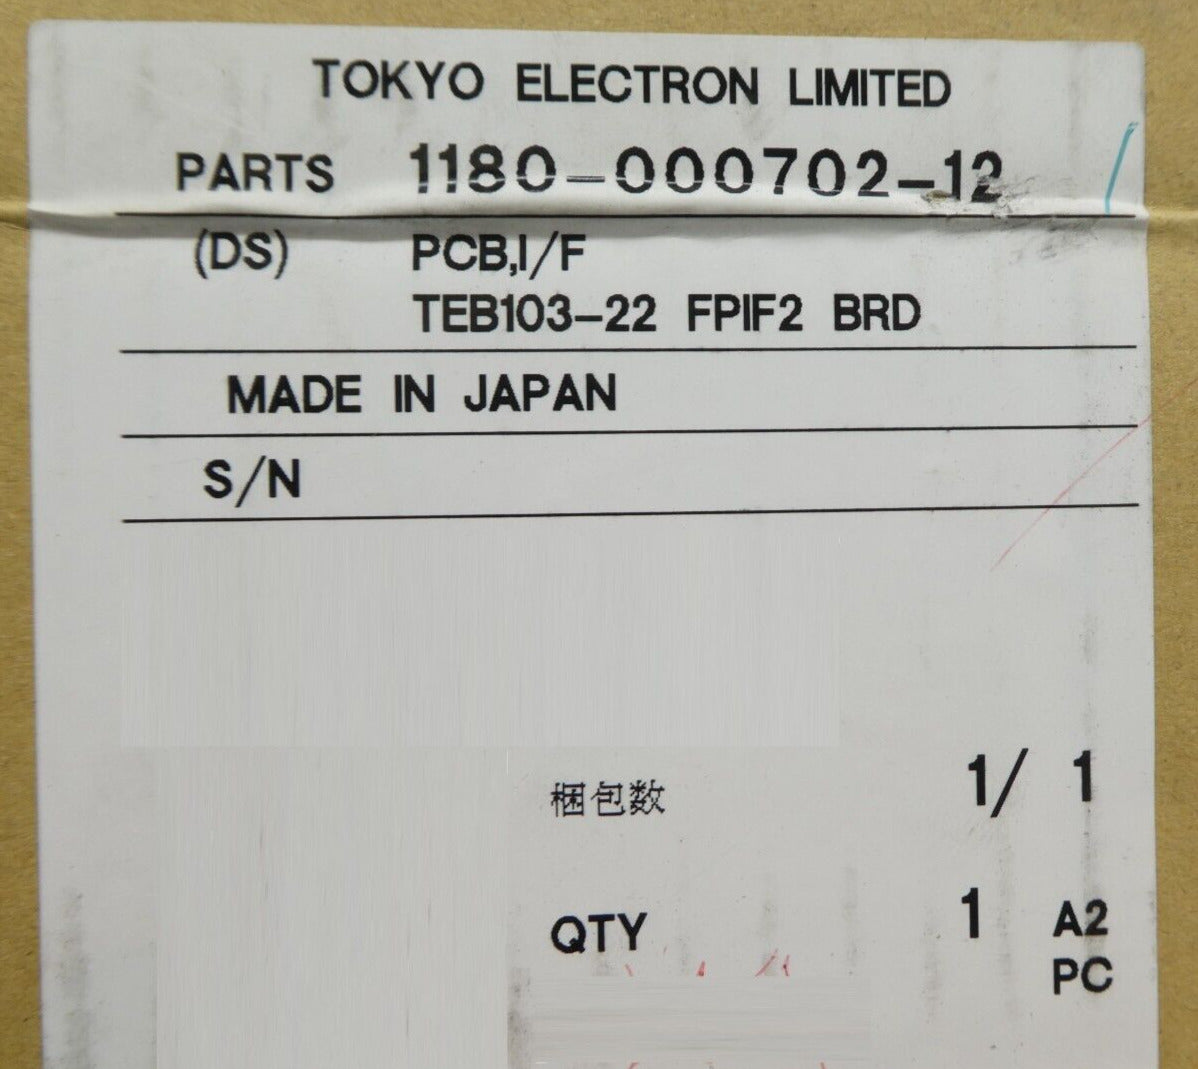 TOKYO ELECTRON LIMITED
PARTS 1180-000702-12
(DS) PCB,I/F
TEB103-22 FPIF2 BRD
MADE IN JAPAN
S/N
梱包数 1/ 1
QTY 1 A2
PC